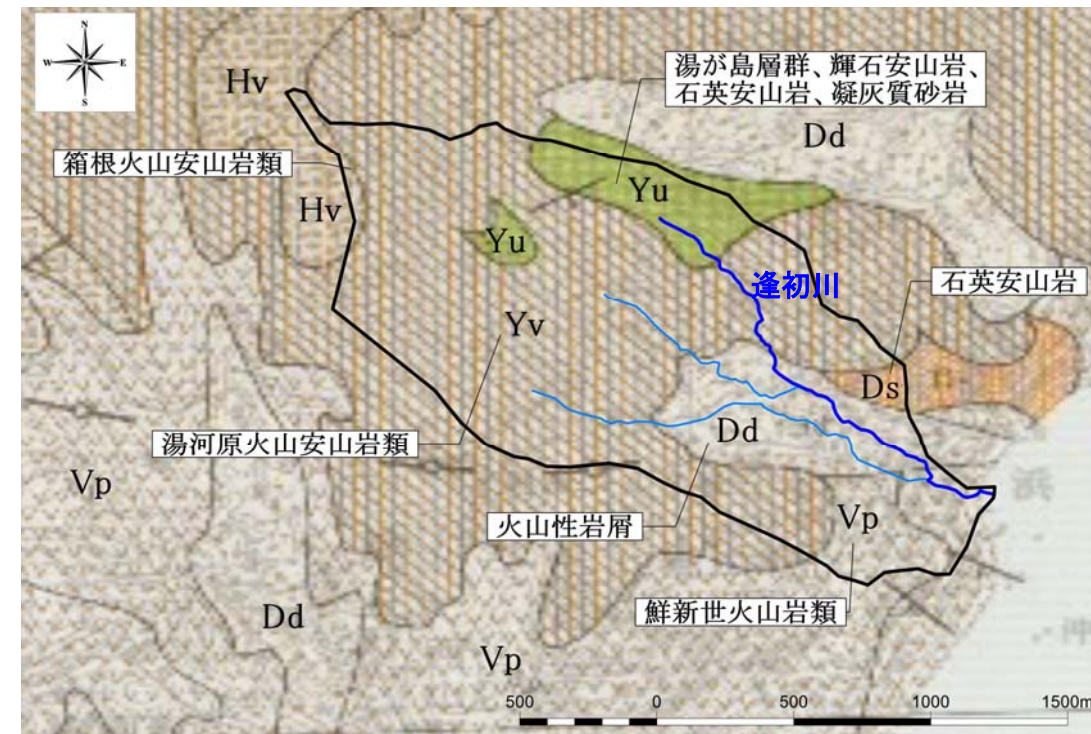 N
W
E
S
Hv
湯が島層群、輝石安山岩、
石英安山岩、凝灰質砂岩
Dd
箱根火山安山岩類
Yu
Hv
Yu
逢初川
石英安山岩
Yv
Ds
Dd
湯河原火山安山岩類
Vp
火山性岩屑
Vp
鮮新世火山岩類
Dd
Vp
500
0
500
1000
1500m